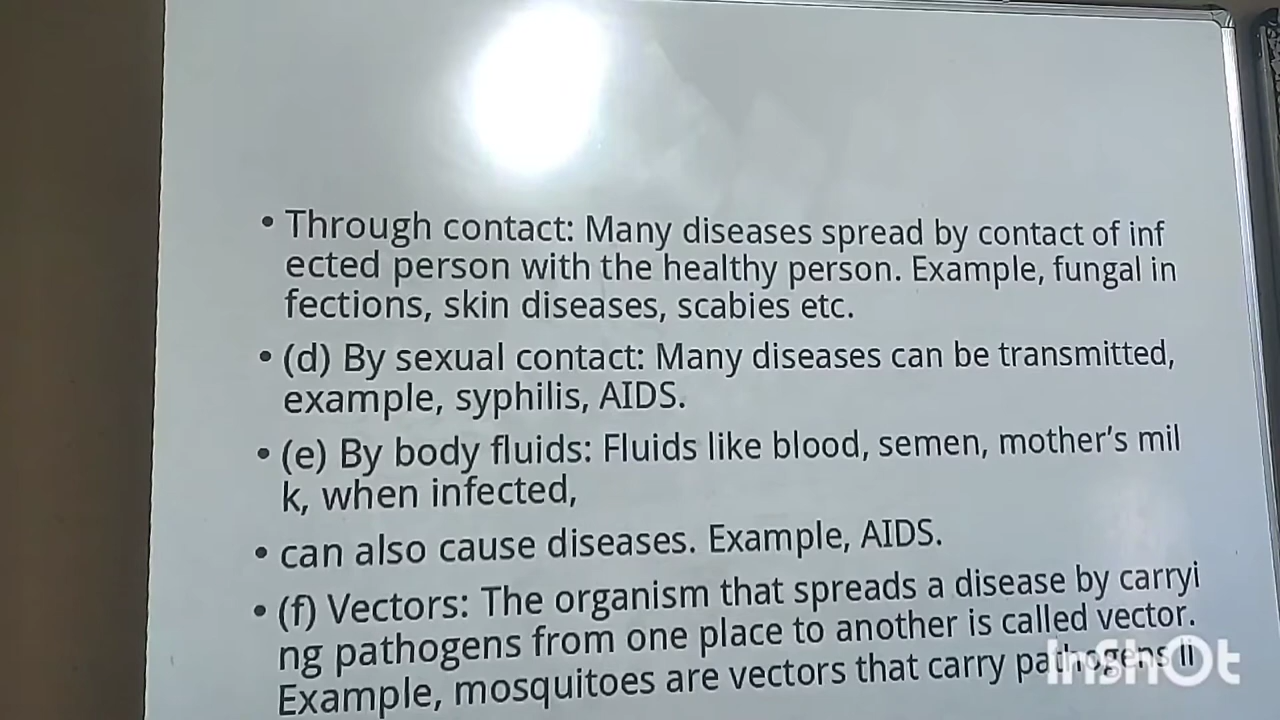 • Through contact: Many diseases spread by contact of inf
ected person with the healthy person. Example, fungal in
fections, skin diseases, scabies etc.
• (d) By sexual contact: Many diseases can be transmitted,
example, syphilis, AIDS.
• (e) By body fluids: Fluids like blood, semen, mother's mil
k, when infected,
• can also cause diseases. Example, AIDS.
• (f) Vectors: The organism that spreads a disease by carryi
ng pathogens from one place to another is called vector.
Example, mosquitoes are vectors that carry pathogens li
InShOt